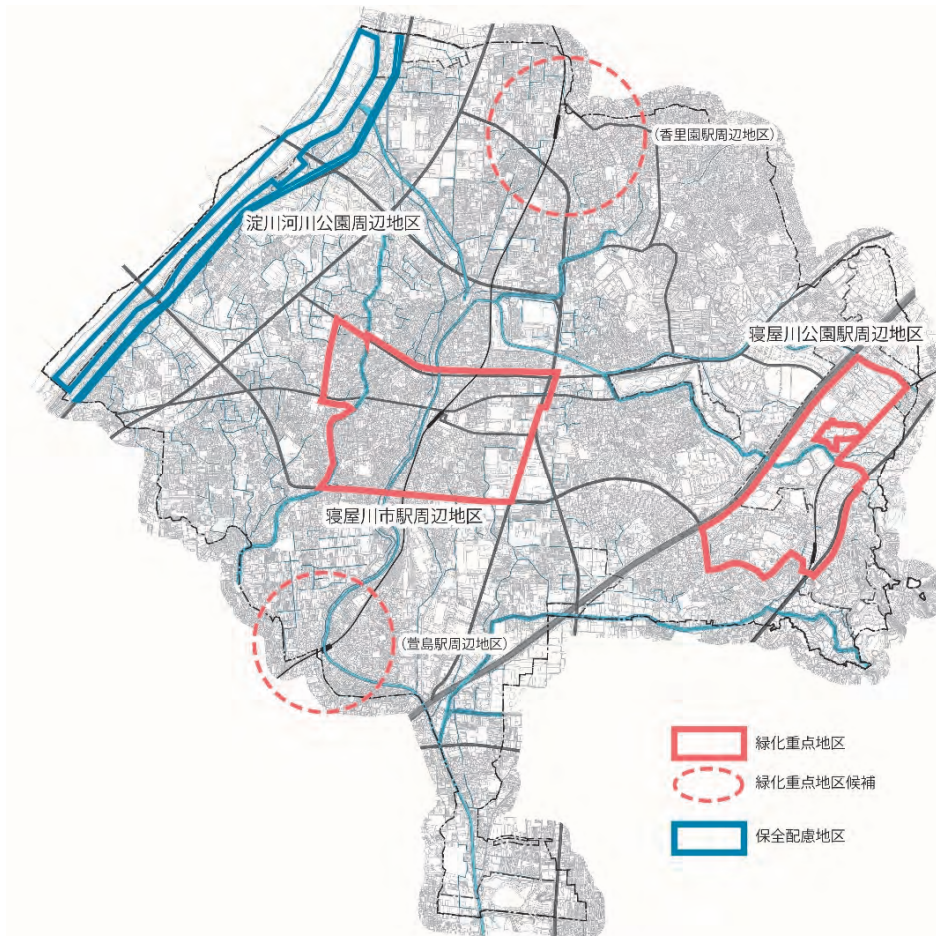 (香里園駅周辺地区)
淀川河川公園周辺地区
寝屋川公園駅周辺地区
寝屋川市駅周辺地区
(萱島駅周辺地区)
緑化重点地区
緑化重点地区候補
保全配慮地区